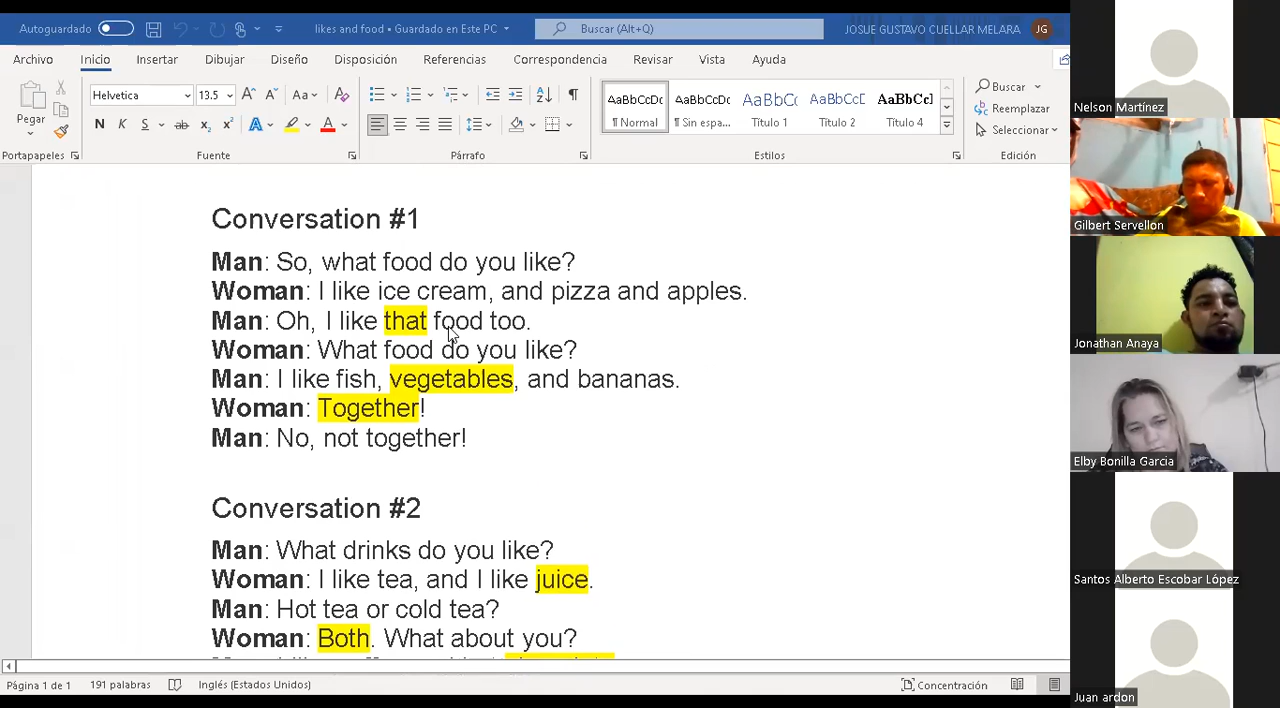 Autoguardado
likes and food • Guardado en Este PC
Buscar (Alt+Q)
JOSUE GUSTAVO CUELLAR MELARA
JG
Archivo
Inicio
Insertar
Dibujar
Diseño
Disposición
Referencias
Correspondencia
Revisar
Vista
Ayuda
Pegar
Portapapeles
Helvetica
13.5
Aa
N K S ab x₂ x²
Fuente
Párrafo
AaBbCcDc
¶ Normal
AaBbCcDc
¶ Sin espa...
AaBbCc
Título 1
AaBbCcD
Título 2
AaBbCc
Título 4
Estilos
Buscar
Reemplazar
Seleccionar
Edición
Conversation #1
Man: So, what food do you like?
Woman: I like ice cream, and pizza and apples.
Man: Oh, I like that food too.
Woman: What food do you like?
Man: I like fish, vegetables, and bananas.
Woman: Together!
Man: No, not together!
Conversation #2
Man: What drinks do you like?
Woman: I like tea, and I like juice.
Man: Hot tea or cold tea?
Woman: Both. What about you?
Página 1 de 1
191 palabras
Inglés (Estados Unidos)
Concentración
Nelson Martínez
Gilbert Servellon
Jonathan Anaya
Elby Bonilla Garcia
Santos Alberto Escobar López
Juan ardon